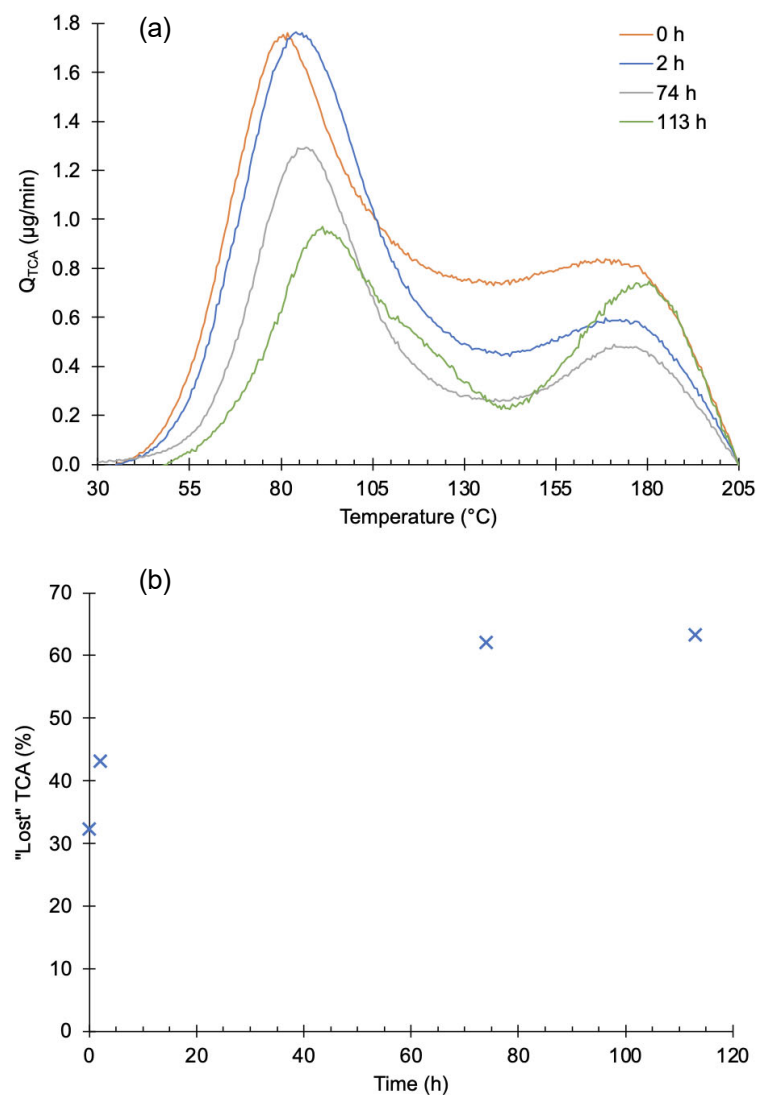 (a)
1.8
1.6
1.4
1.2
1.0
0.8
0.6
0.4
0.2
0.0
Q_TCA (µg/min)
0 h
2 h
74 h
113 h
30 55 80 105 130 155 180 205
Temperature (°C)
(b)
70
60
50
40
30
20
10
0
"Lost" TCA (%)
0 20 40 60 80 100 120
Time (h)